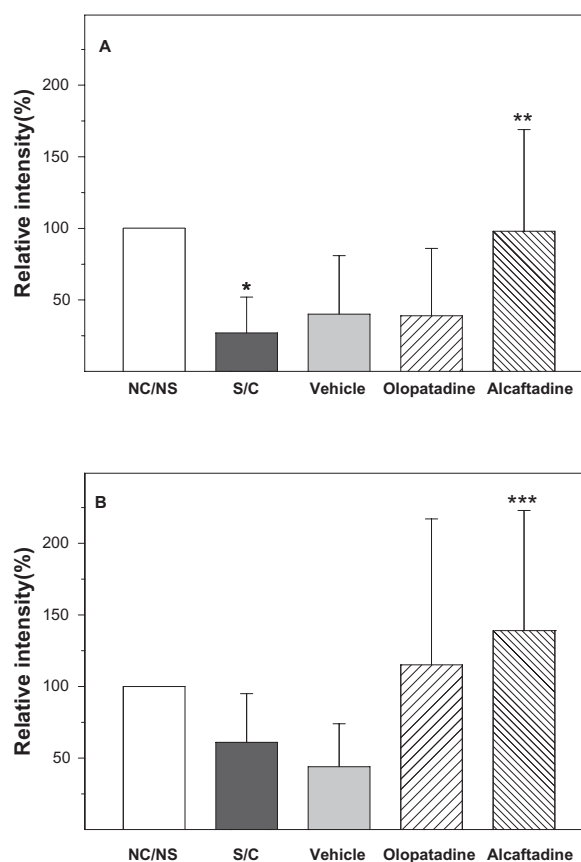 A
Relative intensity(%)
200
150
100
50
*
**
NC/NS S/C Vehicle Olopatadine Alcaftadine
B
Relative intensity(%)
200
150
100
50
***
NC/NS S/C Vehicle Olopatadine Alcaftadine